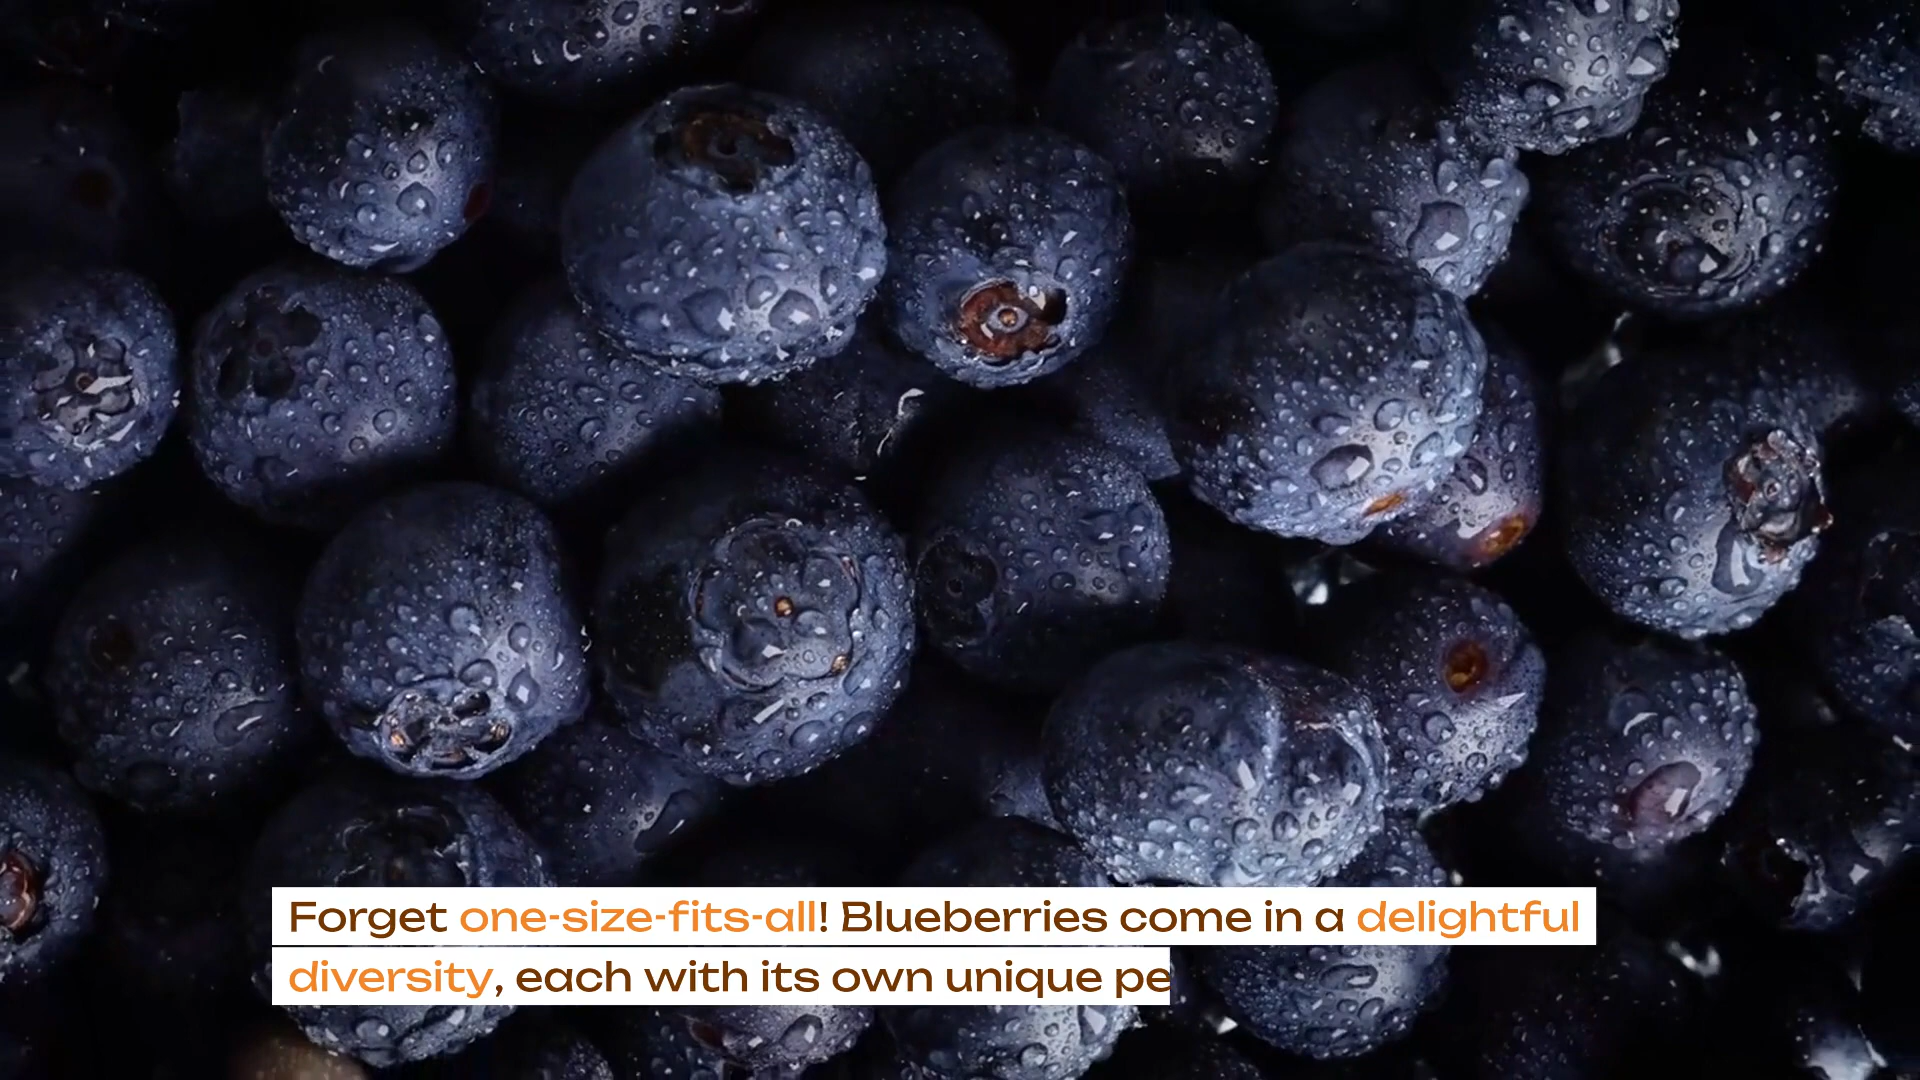 Forget one-size-fits-all! Blueberries come in a delightful
diversity, each with its own unique pe